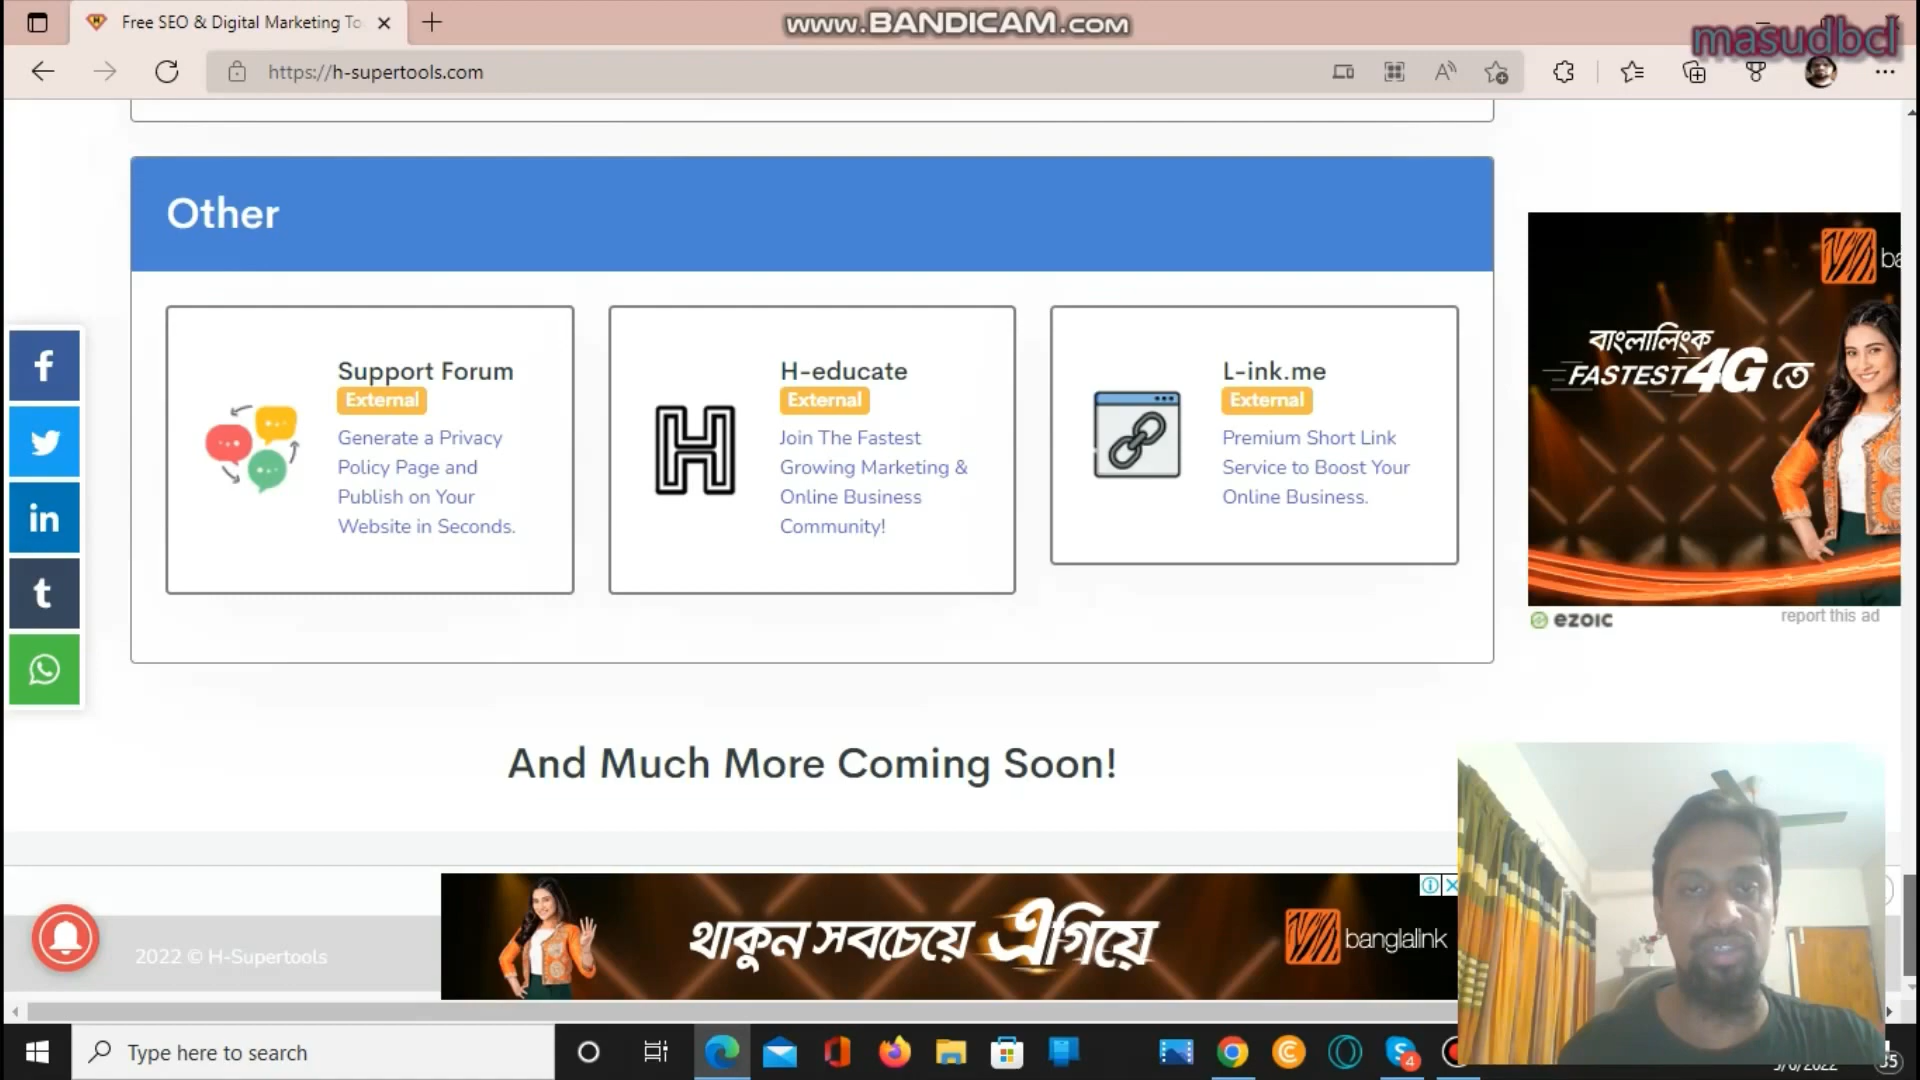 Free SEO & Digital Marketing To
www.BANDICAM.com
masudbcl
https://h-supertools.com
Other
Support Forum
External
Generate a Privacy
Policy Page and
Publish on Your
Website in Seconds.
H-educate
External
Join The Fastest
Growing Marketing &
Online Business
Community!
L-ink.me
External
Premium Short Link
Service to Boost Your
Online Business.
বাংলালিংক
FASTEST 4G তে
ba
ezoic
report this ad
And Much More Coming Soon!
থাকুন সবচেয়ে এগিয়ে
banglalink
2022 © H-Supertools
Type here to search
4